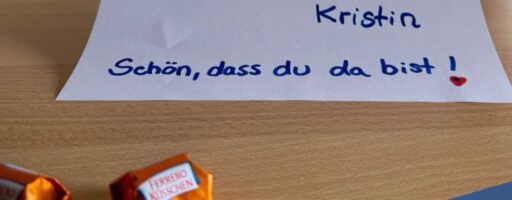 Kristin
Schön, dass du da bist!
FERRERO
KÜSSCHEN